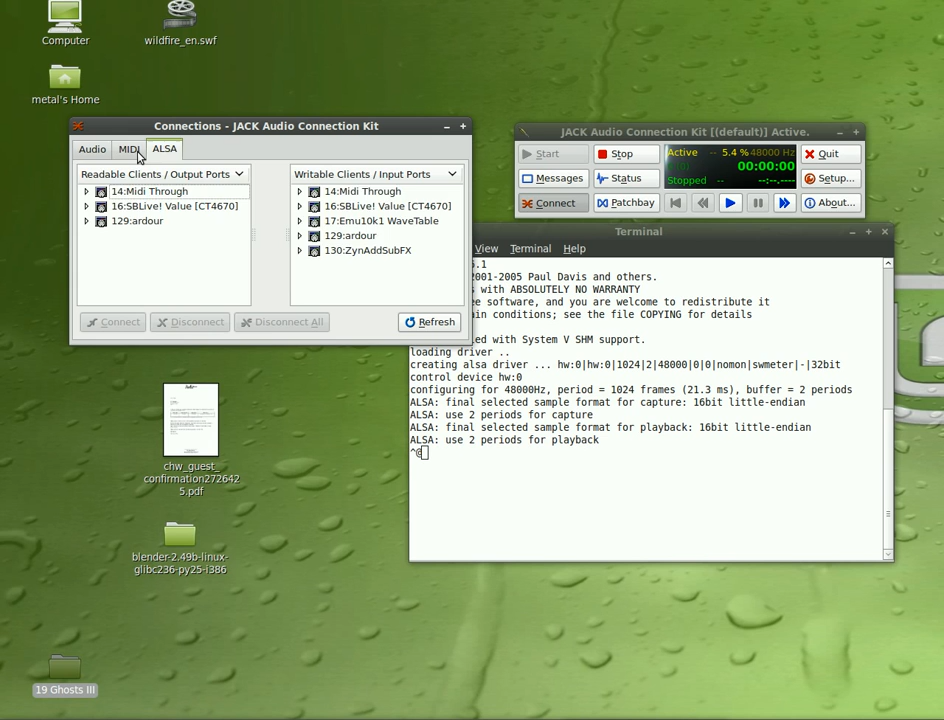 Computer
wildfire_en.swf
metal's Home
Connections - JACK Audio Connection Kit
Audio
MIDI
ALSA
Readable Clients / Output Ports
14:Midi Through
16:SBLive! Value [CT4670]
129:ardour
Writable Clients / Input Ports
14:Midi Through
16:SBLive! Value [CT4670]
17:Emu10k1 WaveTable
129:ardour
130:ZynAddSubFX
Connect
Disconnect
Disconnect All
Refresh
JACK Audio Connection Kit [(default)] Active.
Start
Stop
Active -- 5.4 % 48000 Hz
00:00:00
Stopped -- --:--.----
Quit
Messages
Status
Setup...
Connect
Patchbay
About...
Terminal
View Terminal Help
.1
2001-2005 Paul Davis and others.
s with ABSOLUTELY NO WARRANTY
ee software, and you are welcome to redistribute it
in conditions; see the file COPYING for details
ed with System V SHM support.
loading driver ..
creating alsa driver ... hw:0|hw:0|1024|2|48000|0|0|nomon|swmeter|-|32bit
control device hw:0
configuring for 48000Hz, period = 1024 frames (21.3 ms), buffer = 2 periods
ALSA: final selected sample format for capture: 16bit little-endian
ALSA: use 2 periods for capture
ALSA: final selected sample format for playback: 16bit little-endian
ALSA: use 2 periods for playback
^@
chw_guest_
confirmation272642
5.pdf
blender-2.49b-linux-
glibc236-py25-i386
19 Ghosts III